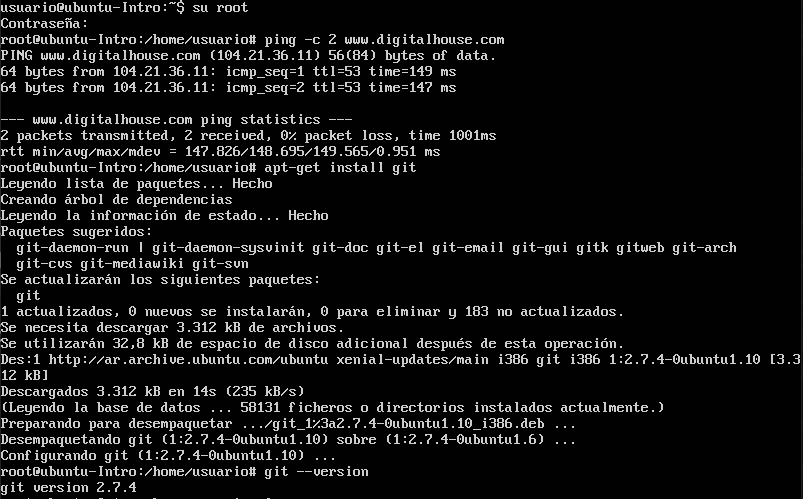 usuario@ubuntu-Intro:~$ su root
Contraseña:
root@ubuntu-Intro:/home/usuario# ping -c 2 www.digitalhouse.com
PING www.digitalhouse.com (104.21.36.11) 56(84) bytes of data.
64 bytes from 104.21.36.11: icmp_seq=1 ttl=53 time=149 ms
64 bytes from 104.21.36.11: icmp_seq=2 ttl=53 time=147 ms
--- www.digitalhouse.com ping statistics ---
2 packets transmitted, 2 received, 0% packet loss, time 1001ms
rtt min/avg/max/mdev = 147.826/148.695/149.565/0.951 ms
root@ubuntu-Intro:/home/usuario# apt-get install git
Leyendo lista de paquetes... Hecho
Creando árbol de dependencias
Leyendo la información de estado... Hecho
Paquetes sugeridos:
git-daemon-run | git-daemon-sysvinit git-doc git-el git-email git-gui gitk gitweb git-arch
git-cvs git-mediawiki git-svn
Se actualizarán los siguientes paquetes:
git
1 actualizados, 0 nuevos se instalarán, 0 para eliminar y 183 no actualizados.
Se necesita descargar 3.312 kB de archivos.
Se utilizarán 32,8 kB de espacio de disco adicional después de esta operación.
Des:1 http://ar.archive.ubuntu.com/ubuntu xenial-updates/main i386 git i386 1:2.7.4-0ubuntu1.10 [3.3
12 kB]
Descargados 3.312 kB en 14s (235 kB/s)
(Leyendo la base de datos ... 58131 ficheros o directorios instalados actualmente.)
Preparando para desempaquetar .../git_1%3a2.7.4-0ubuntu1.10_i386.deb ...
Desempaquetando git (1:2.7.4-0ubuntu1.10) sobre (1:2.7.4-0ubuntu1.6) ...
Configurando git (1:2.7.4-0ubuntu1.10) ...
root@ubuntu-Intro:/home/usuario# git --version
git version 2.7.4